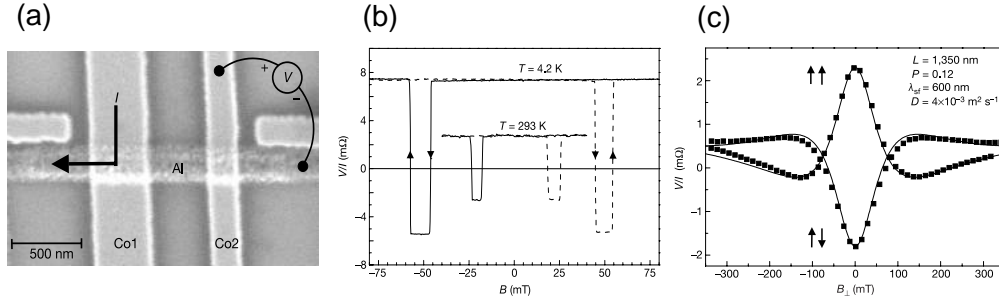 (a)
(b)
(c)
I
+
V
−
Al
500 nm
Co1
Co2
V/I (mΩ)
12
8
4
0
−4
−8
T = 4.2 K
T = 293 K
−75 −50 −25 0 25 50 75
B (mT)
V/I (mΩ)
2
1
0
−1
−2
L = 1,350 nm
P = 0.12
λsf = 600 nm
D = 4×10⁻³ m² s⁻¹
↑↑
↑↓
−300 −200 −100 0 100 200 300
B⊥ (mT)